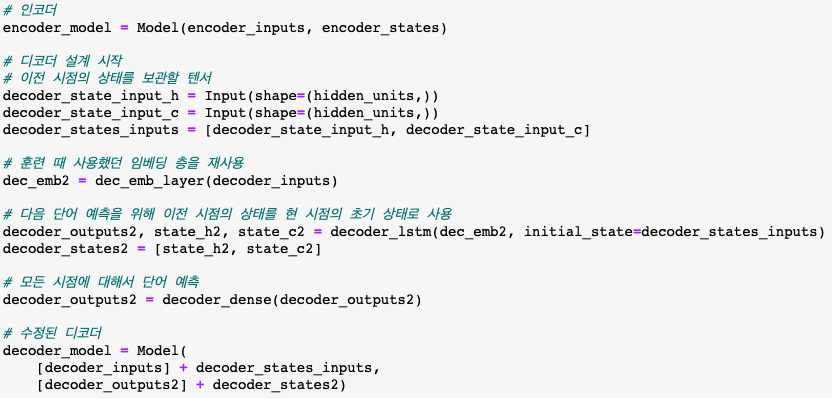 # 인코더
encoder_model = Model(encoder_inputs, encoder_states)
# 디코더 설계 시작
# 이전 시점의 상태를 보관할 텐서
decoder_state_input_h = Input(shape=(hidden_units,))
decoder_state_input_c = Input(shape=(hidden_units,))
decoder_states_inputs = [decoder_state_input_h, decoder_state_input_c]
# 훈련 때 사용했던 임베딩 층을 재사용
dec_emb2 = dec_emb_layer(decoder_inputs)
# 다음 단어 예측을 위해 이전 시점의 상태를 현 시점의 초기 상태로 사용
decoder_outputs2, state_h2, state_c2 = decoder_lstm(dec_emb2, initial_state=decoder_states_inputs)
decoder_states2 = [state_h2, state_c2]
# 모든 시점에 대해서 단어 예측
decoder_outputs2 = decoder_dense(decoder_outputs2)
# 수정된 디코더
decoder_model = Model(
    [decoder_inputs] + decoder_states_inputs,
    [decoder_outputs2] + decoder_states2)